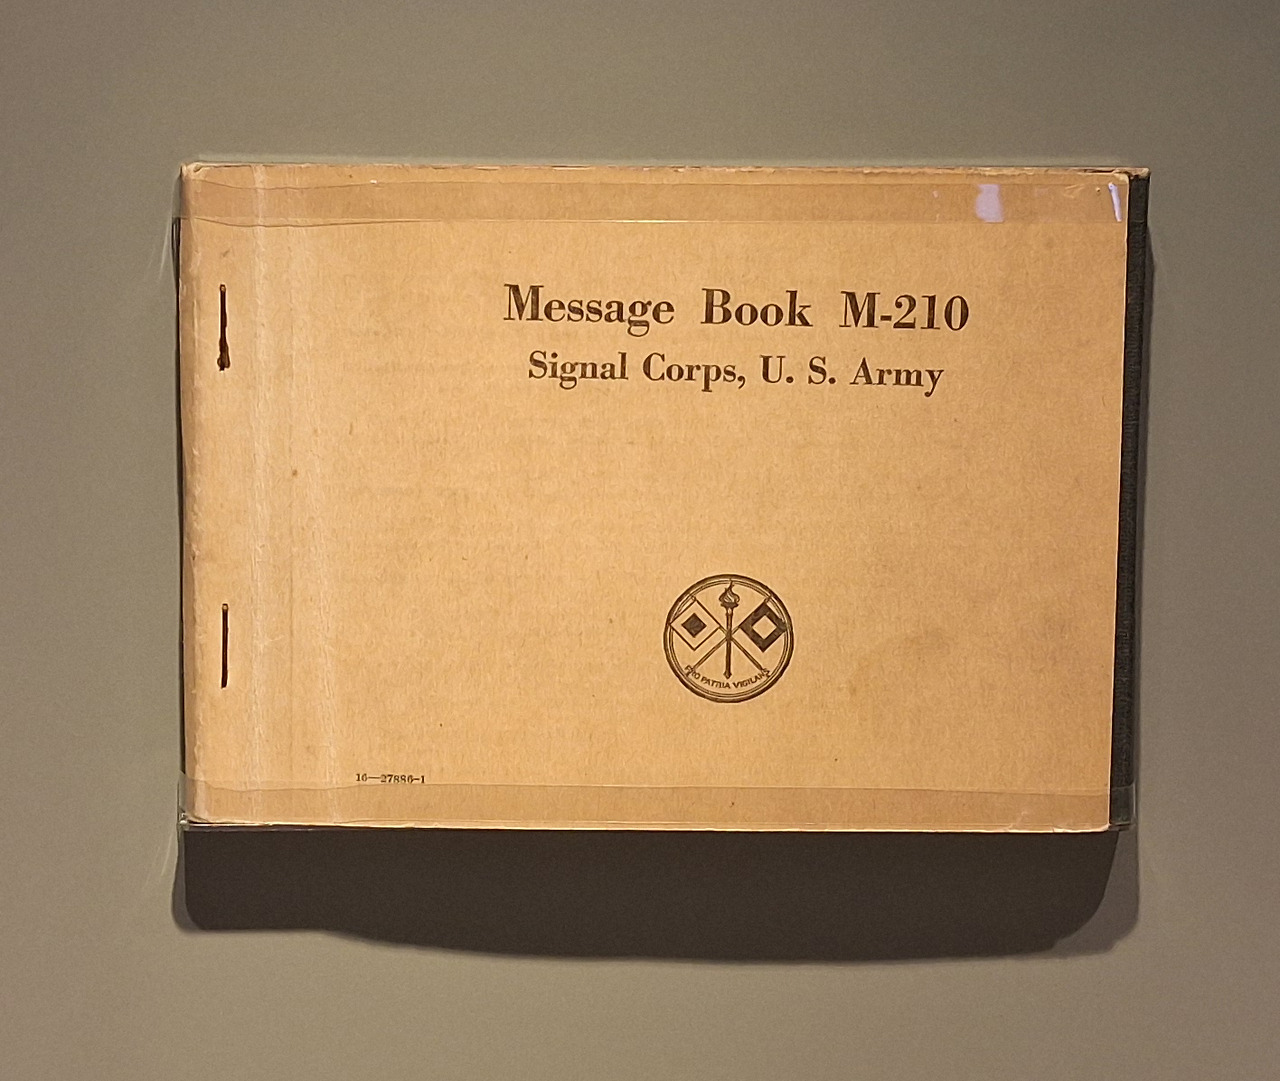 Message Book M-210
Signal Corps, U. S. Army
PRO PATRIA VIGILANS
16—27886-1